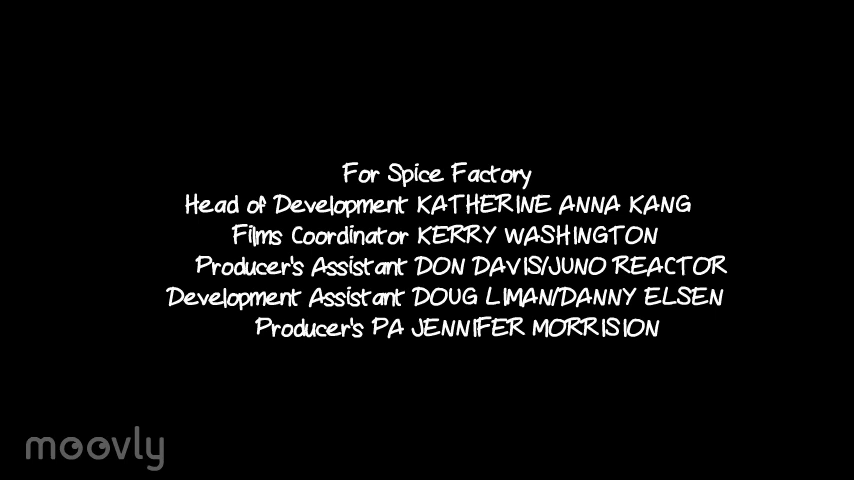 For Spice Factory
Head of Development KATHERINE ANNA KANG
Films Coordinator KERRY WASHINGTON
Producer's Assistant DON DAVIS/JUNO REACTOR
Development Assistant DOUG LIMAN/DANNY ELSEN
Producer's PA JENNIFER MORRISION
moovly